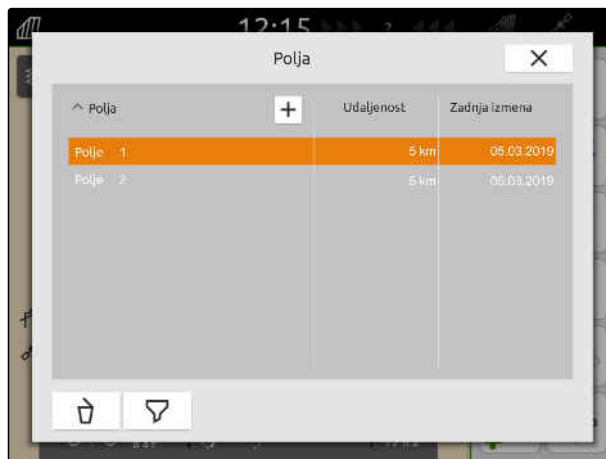 12:15
Polja
Polja + Udaljenost Zadnja izmena
Polje 1 5 km 05.03.2019
Polje 2 5 km 05.03.2019